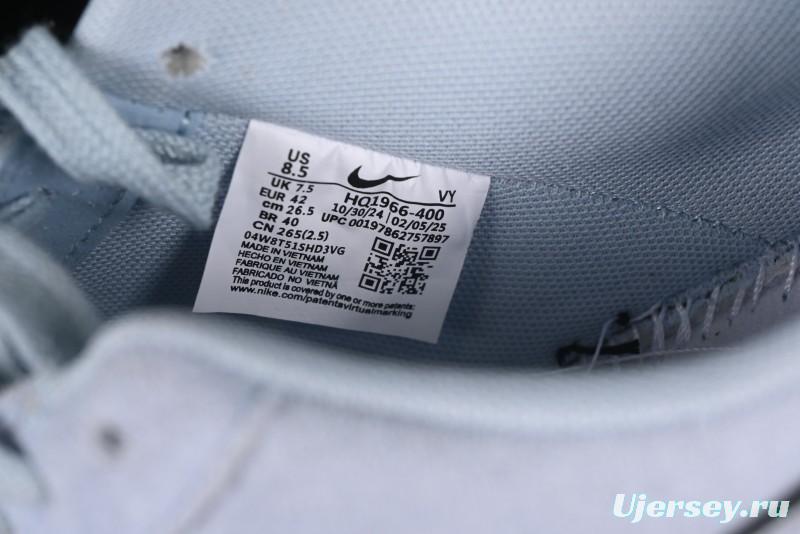 US
8.5
UK 7.5
EUR 42
cm 26.5
BR 40
CN 265(2.5)
VY
HQ1966-400
10/30/24 | 02/05/25
UPC 00197862757897
04W8T51SHD3VG
MADE IN VIETNAM
HECHO EN VIETNAM
FABRIQUE AU VIETNAM
FABRICADO NO VIETNÃ
This product is covered by one or more patents:
www.nike.com/patentsvirtualmarking
Ujersey.ru